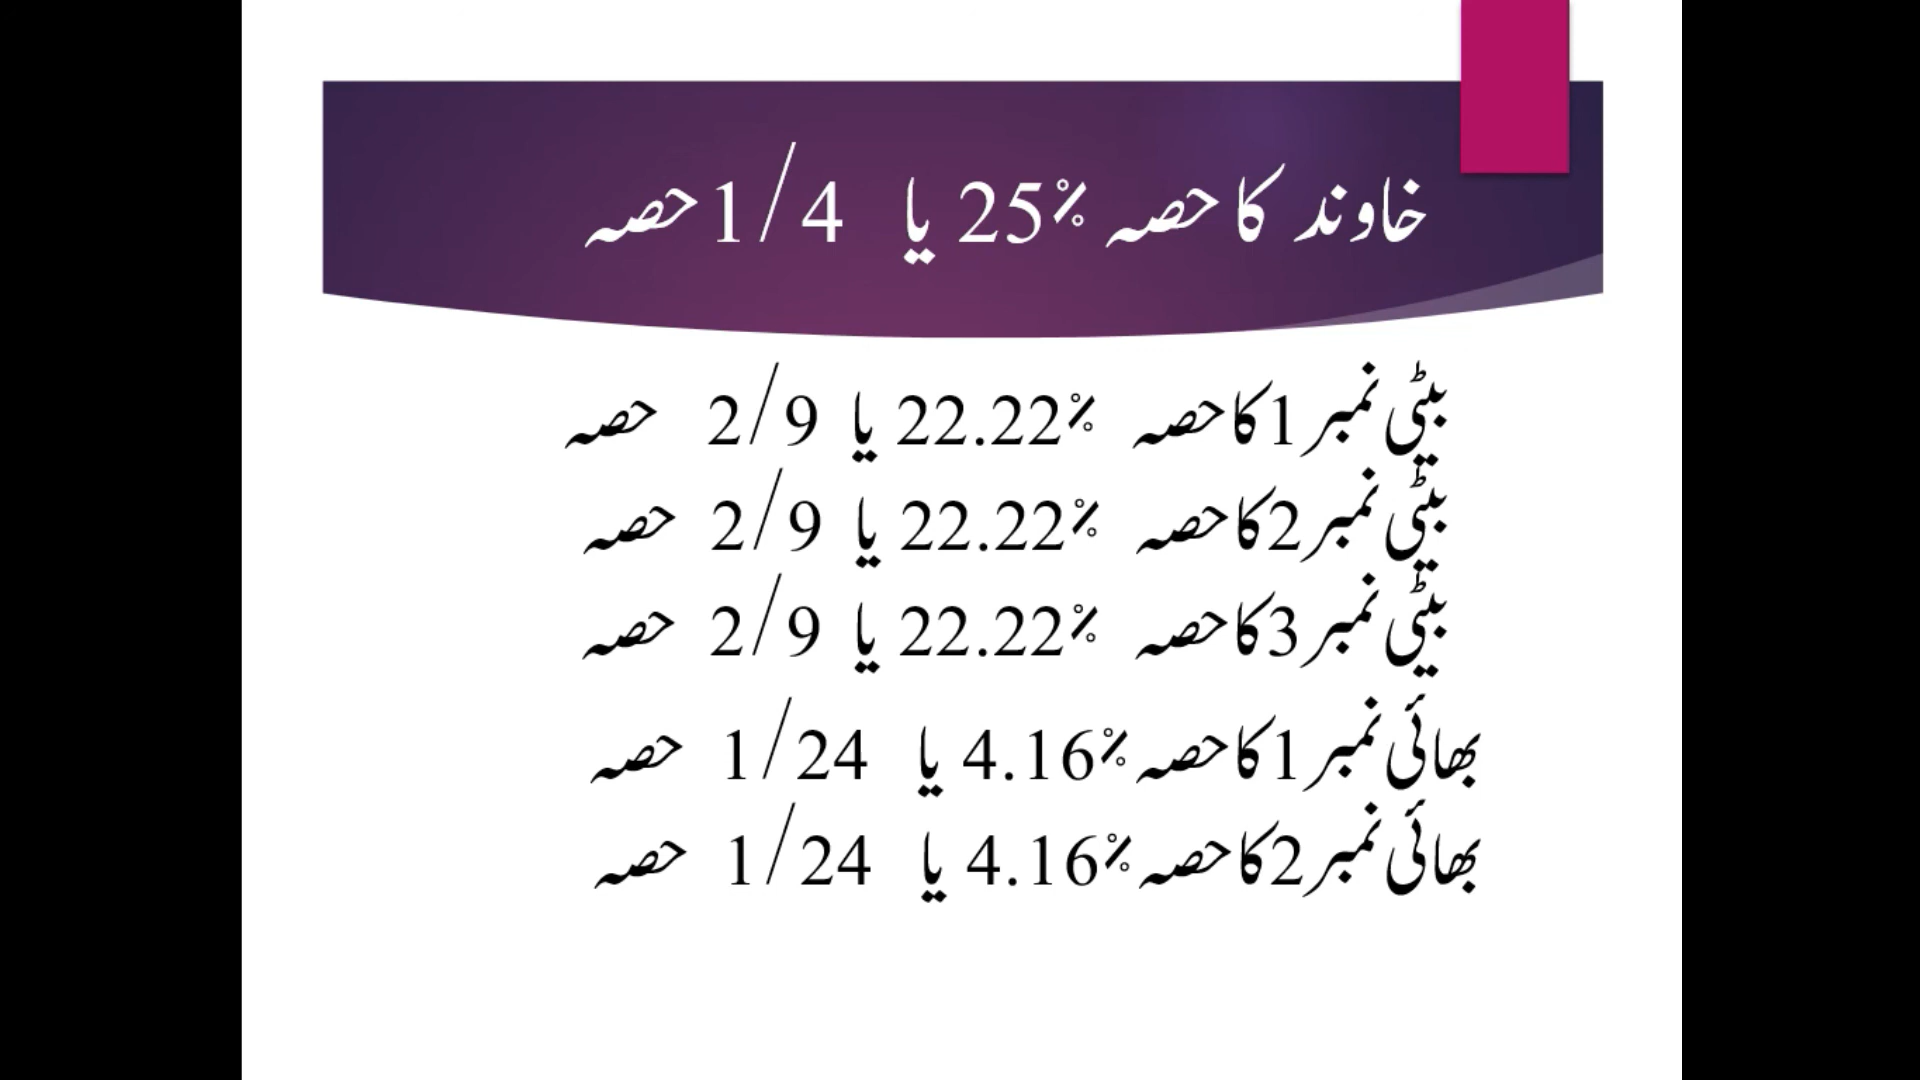 خاوند کا حصہ %25 یا 1/4 حصہ
بیٹی نمبر 1 کا حصہ %22.22 یا 2/9 حصہ
بیٹی نمبر 2 کا حصہ %22.22 یا 2/9 حصہ
بیٹی نمبر 3 کا حصہ %22.22 یا 2/9 حصہ
بھائی نمبر 1 کا حصہ %4.16 یا 1/24 حصہ
بھائی نمبر 2 کا حصہ %4.16 یا 1/24 حصہ